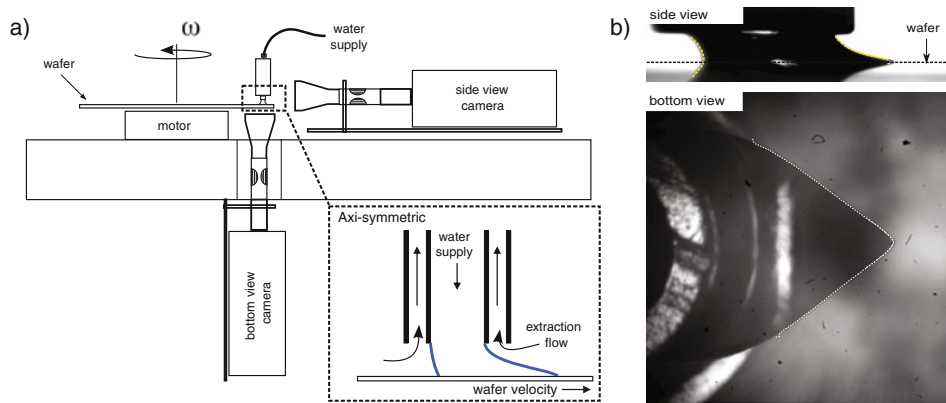 a)
ω
water
supply
wafer
side view
camera
motor
bottom view
camera
Axi-symmetric
water
supply
extraction
flow
wafer velocity
b)
side view
wafer
bottom view